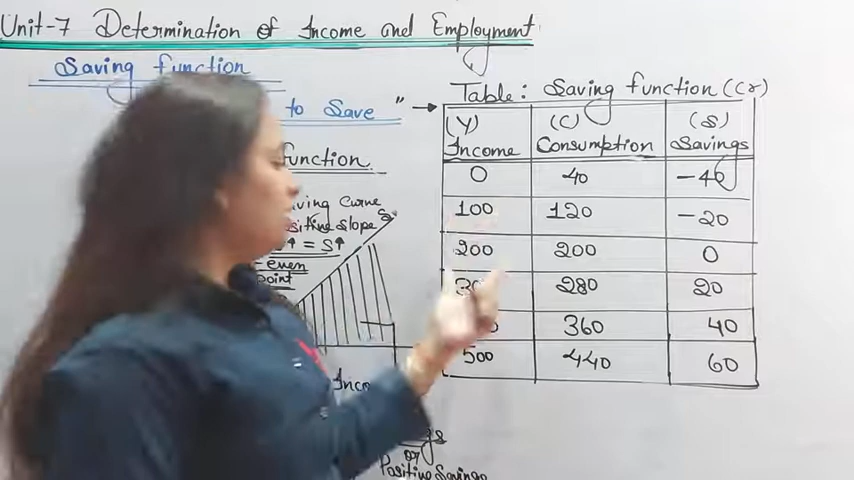 Unit-7 Determination of Income and Employment
Saving function
to Save "
function
Curve
Positive Slope
↑ = S↑
even
point
Table: Saving function (Cr)
(Y) Income (C) Consumption (S) Savings
0 40 -40
100 120 -20
200 200 0
280 20
360 40
500 440 60
or
Positive Savings